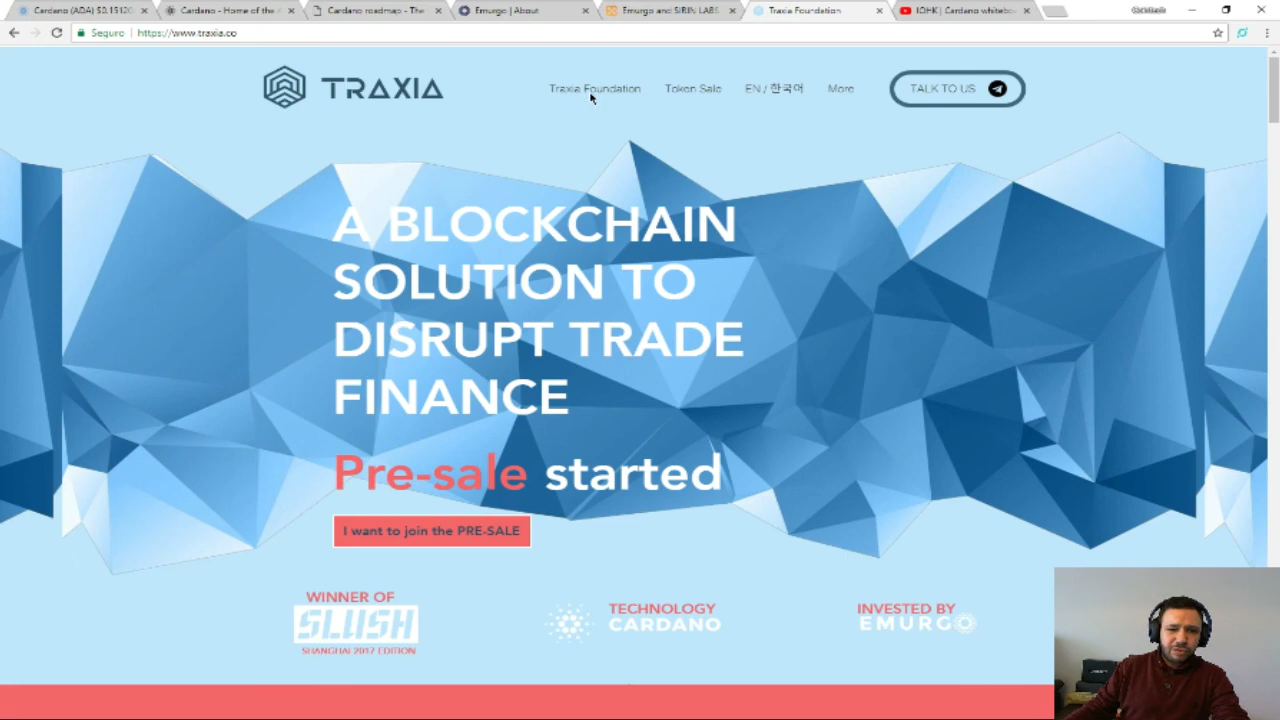 Cardano (ADA) $0.15120
Cardano - Home of the
Cardano roadmap - The
Emurgo | About
Emurgo and SIRIN LABS
Traxia Foundation
IOHK | Cardano whitebo
Seguro
https://www.traxia.co
TRAXIA
Traxia Foundation
Token Sale
EN / 한국어
More
TALK TO US
A BLOCKCHAIN
SOLUTION TO
DISRUPT TRADE
FINANCE
Pre-sale started
I want to join the PRE-SALE
WINNER OF
SLUSH
SHANGHAI 2017 EDITION
TECHNOLOGY
CARDANO
INVESTED BY
EMURGO